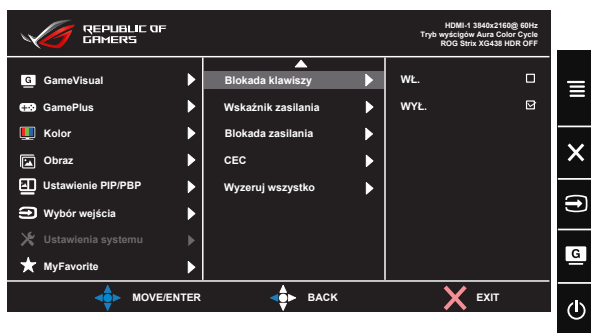 REPUBLIC OF
GAMERS
HDMI-1 3840x2160@ 60Hz
Tryb wyścigów Aura Color Cycle
ROG Strix XG438 HDR OFF
G GameVisual
GamePlus
Kolor
Obraz
Ustawienie PIP/PBP
Wybór wejścia
Ustawienia systemu
MyFavorite
Blokada klawiszy
Wskaźnik zasilania
Blokada zasilania
CEC
Wyzeruj wszystko
WŁ.
WYŁ.
MOVE/ENTER
BACK
EXIT
G